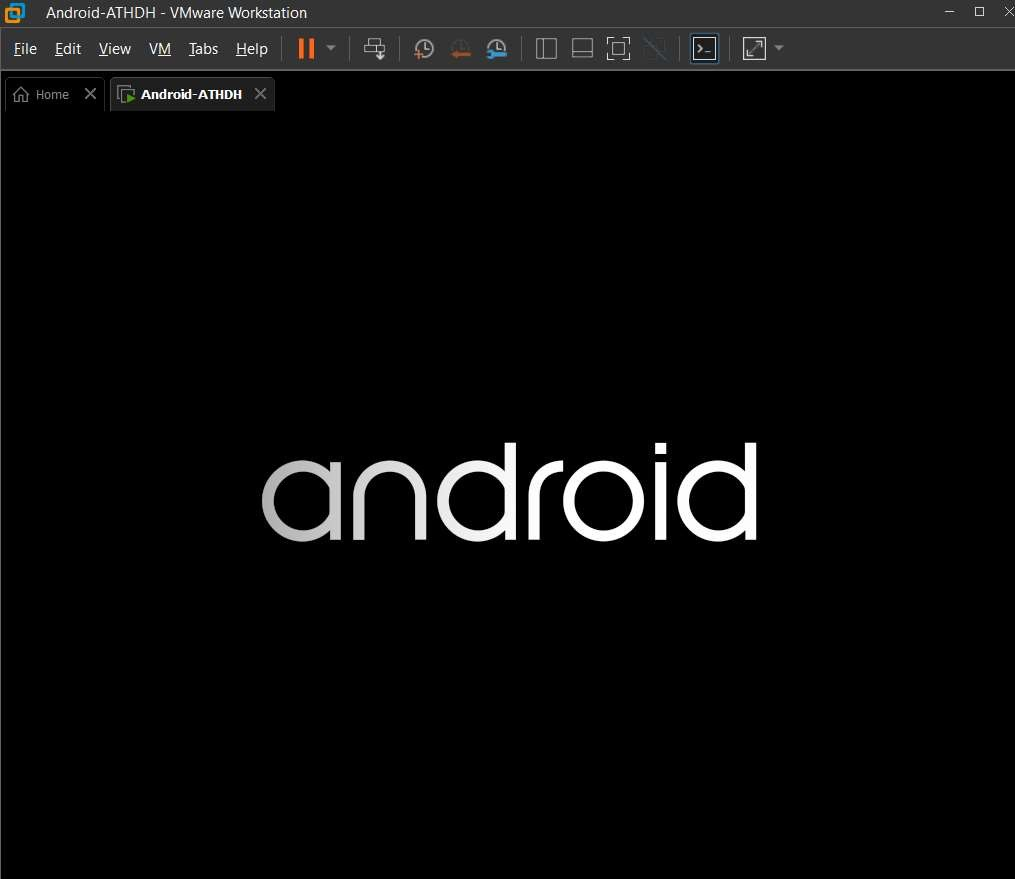 Android-ATHDH - VMware Workstation
File Edit View VM Tabs Help
Home Android-ATHDH
android